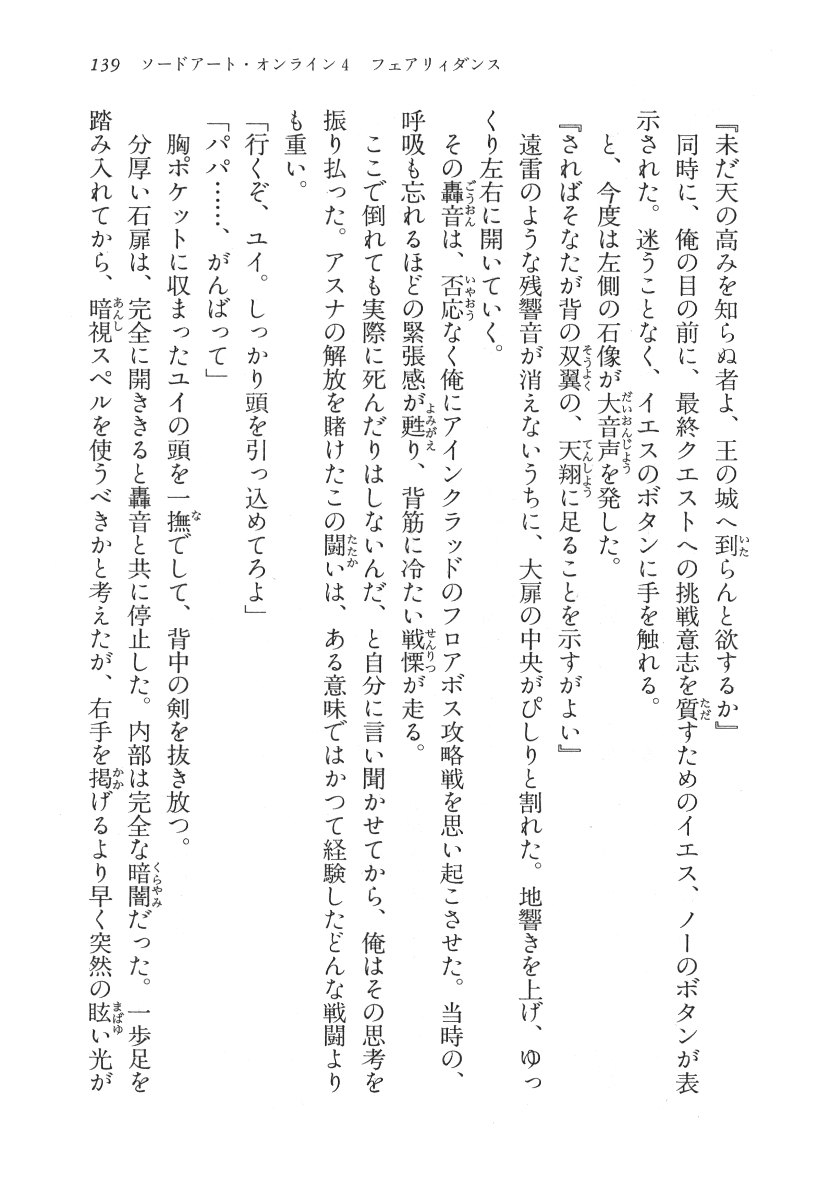 139 ソードアート・オンライン4 フェアリィダンス
『未だ天の高みを知らぬ者よ、王の城へ到らんと欲するか』
同時に、俺の目の前に、最終クエストへの挑戦意志を質すためのイエス、ノーのボタンが表
示された。迷うことなく、イエスのボタンに手を触れる。
と、今度は左側の石像が大音声を発した。
『さればそなたが背の双翼の、天翔に足ることを示すがよい』
遠雷のような残響音が消えないうちに、大扉の中央がぴしりと割れた。地響きを上げ、ゆっ
くり左右に開いていく。
その轟音は、否応なく俺にアインクラッドのフロアボス攻略戦を思い起こさせた。当時の、
呼吸も忘れるほどの緊張感が甦り、背筋に冷たい戦慄が走る。
ここで倒れても実際に死んだりはしないんだ、と自分に言い聞かせてから、俺はその思考を
振り払った。アスナの解放を賭けたこの闘いは、ある意味ではかつて経験したどんな戦闘より
も重い。
「行くぞ、ユイ。しっかり頭を引っ込めてろよ」
「パパ……、がんばって」
胸ポケットに収まったユイの頭を一撫でして、背中の剣を抜き放つ。
分厚い石扉は、完全に開ききると轟音と共に停止した。内部は完全な暗闇だった。一歩足を
踏み入れてから、暗視スペルを使うべきかと考えたが、右手を掲げるより早く突然の眩い光が